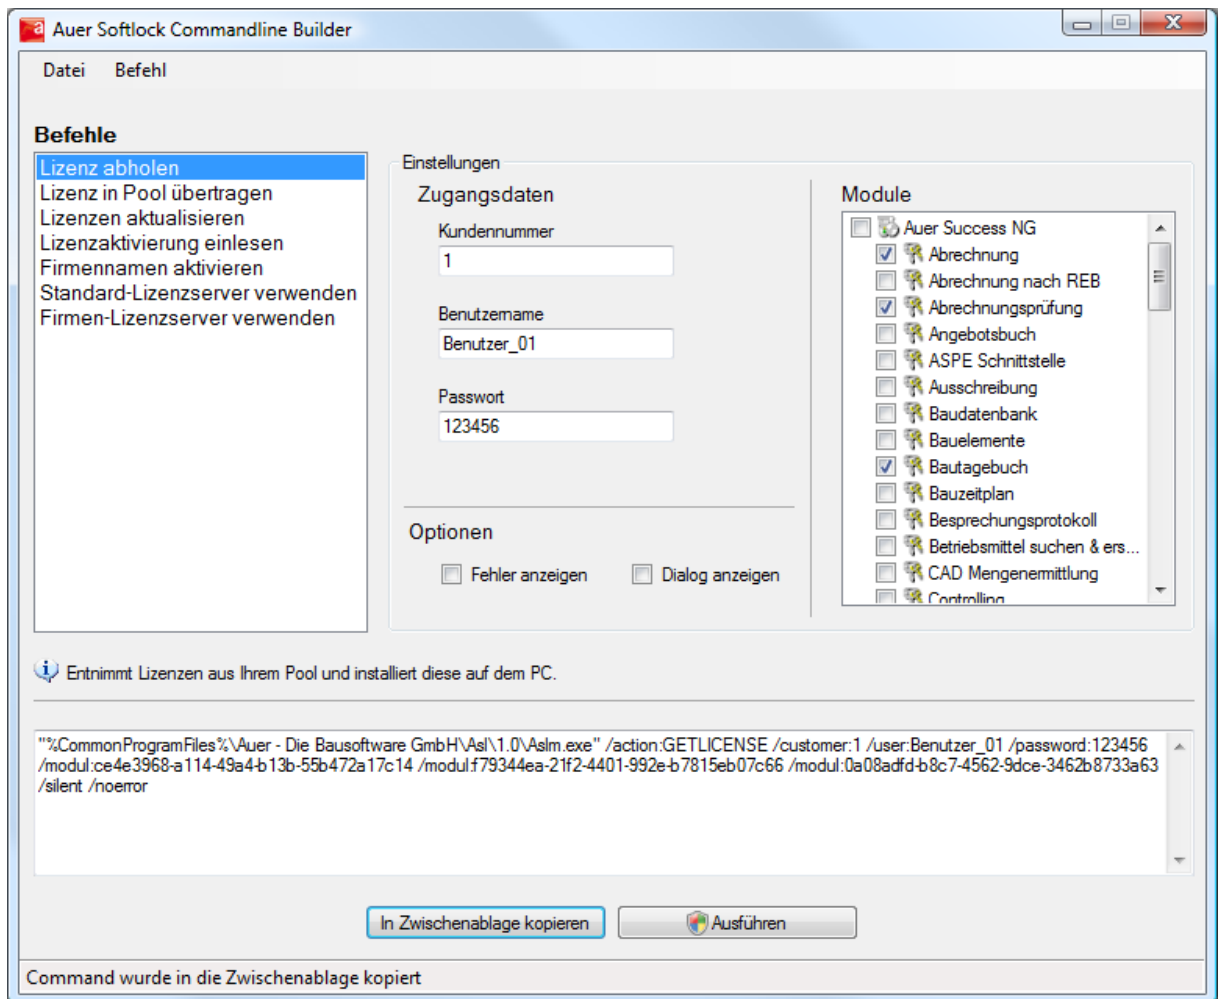 Auer Softlock Commandline Builder
Datei Befehl
Befehle
Lizenz abholen
Lizenz in Pool übertragen
Lizenzen aktualisieren
Lizenzaktivierung einlesen
Firmennamen aktivieren
Standard-Lizenzserver verwenden
Firmen-Lizenzserver verwenden
Einstellungen
Zugangsdaten
Kundennummer
1
Benutzername
Benutzer_01
Passwort
123456
Optionen
Fehler anzeigen
Dialog anzeigen
Module
Auer Success NG
Abrechnung
Abrechnung nach REB
Abrechnungsprüfung
Angebotsbuch
ASPE Schnittstelle
Ausschreibung
Baudatenbank
Bauelemente
Bautagebuch
Bauzeitplan
Besprechungsprotokoll
Betriebsmittel suchen & ers...
CAD Mengenermittlung
Controlling
Entnimmt Lizenzen aus Ihrem Pool und installiert diese auf dem PC.
"%CommonProgramFiles%\Auer - Die Bausoftware GmbH\Asl\1.0\Aslm.exe" /action:GETLICENSE /customer:1 /user:Benutzer_01 /password:123456
/modul:ce4e3968-a114-49a4-b13b-55b472a17c14 /modul:f79344ea-21f2-4401-992e-b7815eb07c66 /modul:0a08adfd-b8c7-4562-9dce-3462b8733a63
/silent /noerror
In Zwischenablage kopieren
Ausführen
Command wurde in die Zwischenablage kopiert